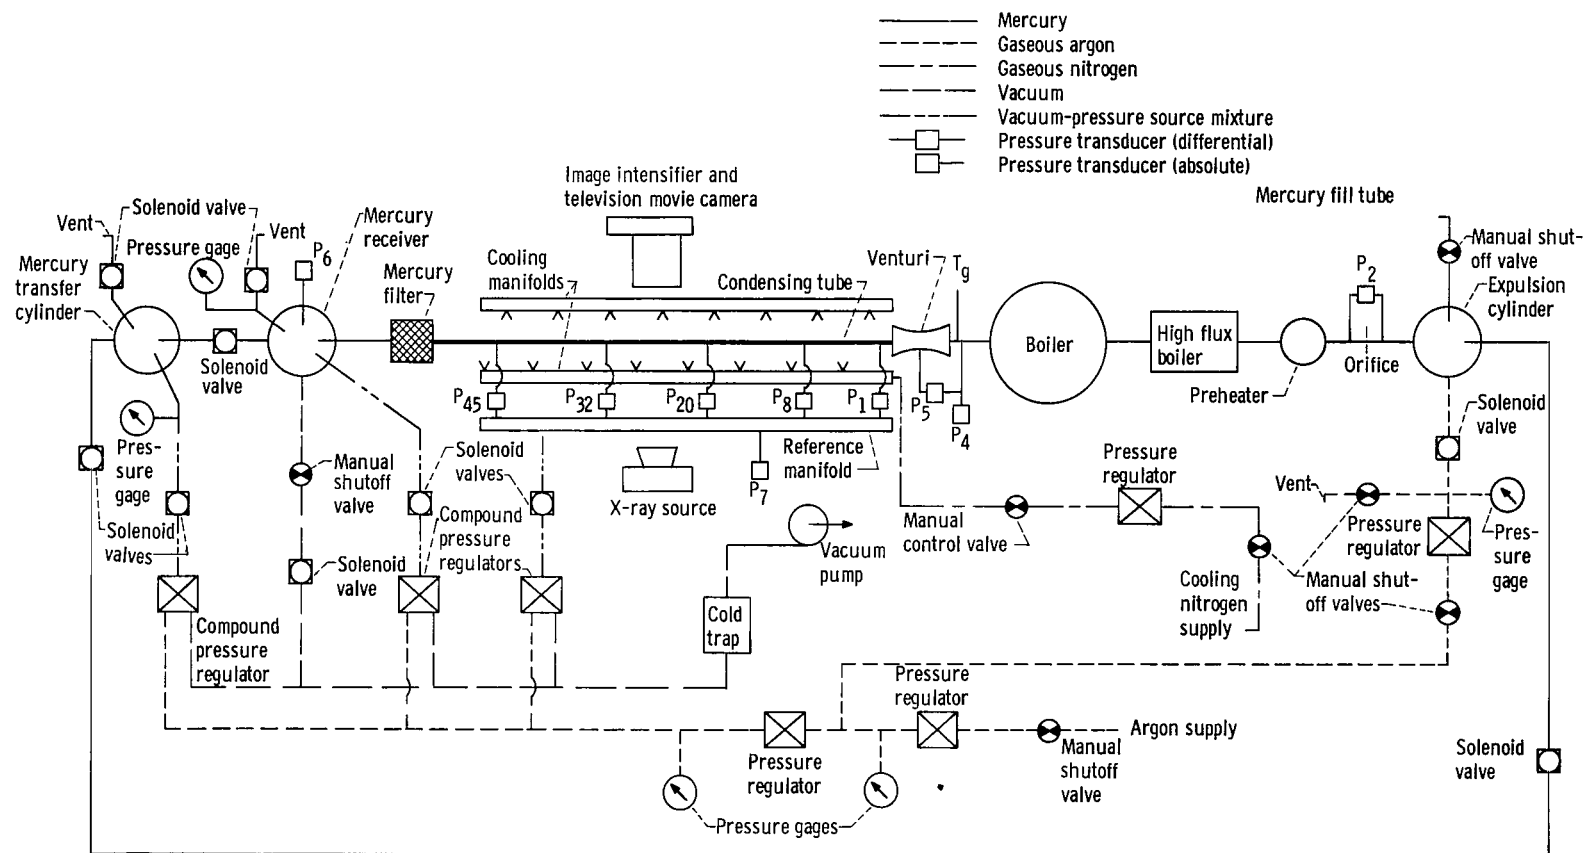 Mercury
Gaseous argon
Gaseous nitrogen
Vacuum
Vacuum-pressure source mixture
Pressure transducer (differential)
Pressure transducer (absolute)
Image intensifier and
television movie camera
Mercury fill tube
Solenoid valve
Vent
Vent
Pressure gage
P6
Mercury
receiver
Mercury
transfer
cylinder
Mercury
filter
Cooling
manifolds
Condensing tube
Venturi
Tg
P2
Manual shut-
off valve
Expulsion
cylinder
Solenoid
valve
Boiler
High flux
boiler
Orifice
Preheater
P45
P32
P20
P8
P1
P5
P4
Solenoid
valve
Pres-
sure
gage
Manual
shutoff
valve
Solenoid
valves
Reference
manifold
P7
X-ray source
Pressure
regulator
Vent
Solenoid
valves
Compound
pressure
regulators
Vacuum
pump
Manual
control valve
Pressure
regulator
Pres-
sure
gage
Solenoid
valve
Cooling
nitrogen
supply
Manual shut-
off valves
Cold
trap
Compound
pressure
regulator
Pressure
regulator
Argon supply
Pressure
regulator
Manual
shutoff
valve
Solenoid
valve
Pressure gages